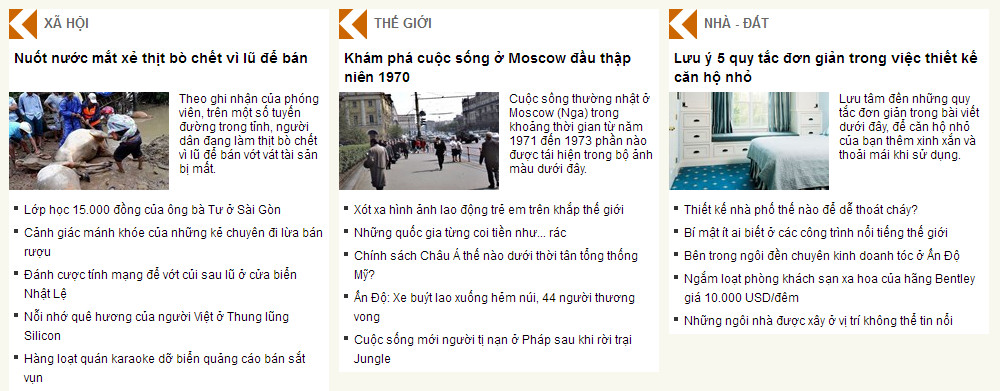 XÃ HỘI
Nuốt nước mắt xẻ thịt bò chết vì lũ để bán
Theo ghi nhận của phóng
viên, trên một số tuyến
đường trong tỉnh, người
dân đang làm thịt bò chết
vì lũ để bán vớt vát tài sản
bị mất.
Lớp học 15.000 đồng của ông bà Tư ở Sài Gòn
Cảnh giác mánh khóe của những kẻ chuyên đi lừa bán
rượu
Đánh cược tính mạng để vớt củi sau lũ ở cửa biển
Nhật Lệ
Nỗi nhớ quê hương của người Việt ở Thung lũng
Silicon
Hàng loạt quán karaoke dỡ biển quảng cáo bán sắt
vụn
THẾ GIỚI
Khám phá cuộc sống ở Moscow đầu thập
niên 1970
Cuộc sống thường nhật ở
Moscow (Nga) trong
khoảng thời gian từ năm
1971 đến 1973 phần nào
được tái hiện trong bộ ảnh
màu dưới đây.
Xót xa hình ảnh lao động trẻ em trên khắp thế giới
Những quốc gia từng coi tiền như... rác
Chính sách Châu Á thế nào dưới thời tân tổng thống
Mỹ?
Ấn Độ: Xe buýt lao xuống hẻm núi, 44 người thương
vong
Cuộc sống mới người tị nạn ở Pháp sau khi rời trại
Jungle
NHÀ - ĐẤT
Lưu ý 5 quy tắc đơn giản trong việc thiết kế
căn hộ nhỏ
Lưu tâm đến những quy
tắc đơn giản trong bài viết
dưới đây, để căn hộ nhỏ
của bạn thêm xinh xắn và
thoải mái khi sử dụng.
Thiết kế nhà phố thế nào để dễ thoát cháy?
Bí mật ít ai biết ở các công trình nổi tiếng thế giới
Bên trong ngôi đền chuyên kinh doanh tóc ở Ấn Độ
Ngắm loạt phòng khách sạn xa hoa của hãng Bentley
giá 10.000 USD/đêm
Những ngôi nhà được xây ở vị trí không thể tin nổi